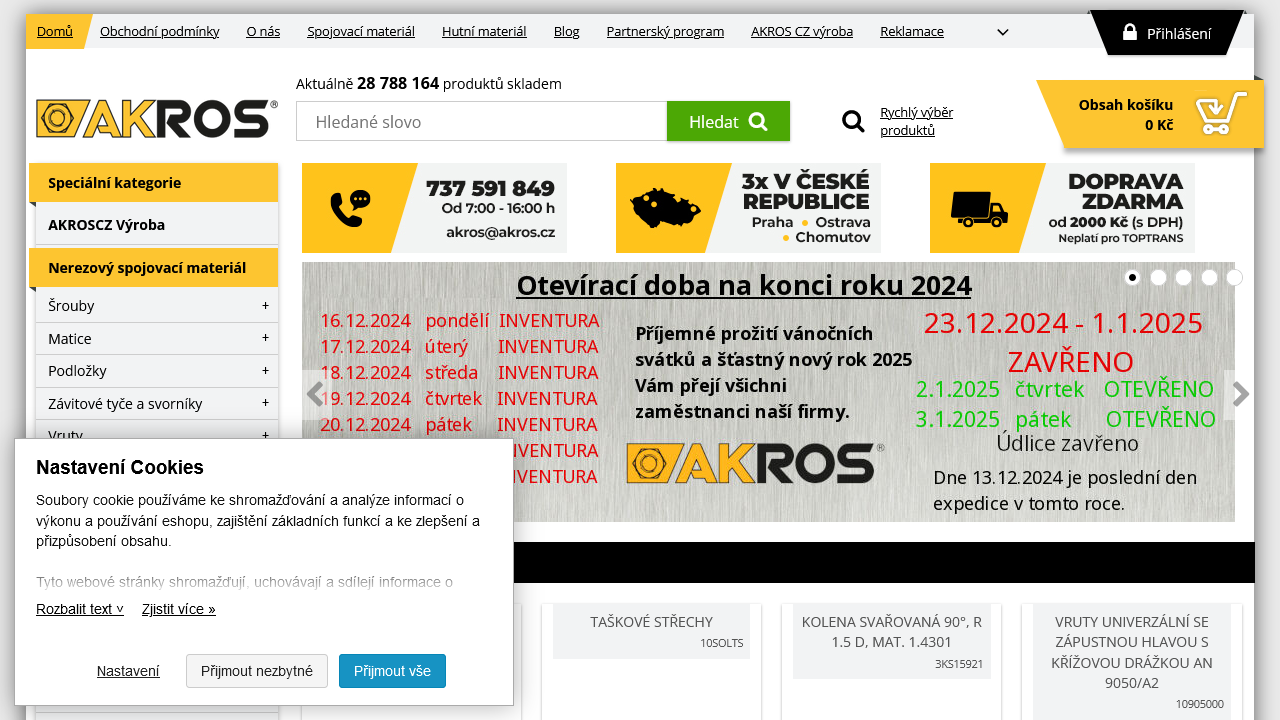 Domů
Obchodní podmínky
O nás
Spojovací materiál
Hutní materiál
Blog
Partnerský program
AKROS CZ výroba
Reklamace
Přihlášení
AKROS®
Aktuálně 28 788 164 produktů skladem
Hledané slovo
Hledat
Rychlý výběr
produktů
Obsah košíku
0 Kč
Speciální kategorie
AKROSCZ Výroba
Nerezový spojovací materiál
Šrouby +
Matice +
Podložky +
Závitové tyče a svorníky +
Vruty +
737 591 849
Od 7:00 - 16:00 h
akros@akros.cz
3x V ČESKÉ
REPUBLICE
Praha Ostrava
Chomutov
DOPRAVA
ZDARMA
od 2000 Kč (s DPH)
Neplatí pro TOPTRANS
Otevírací doba na konci roku 2024
16.12.2024 pondělí INVENTURA
17.12.2024 úterý INVENTURA
18.12.2024 středa INVENTURA
19.12.2024 čtvrtek INVENTURA
20.12.2024 pátek INVENTURA
INVENTURA
INVENTURA
Příjemné prožití vánočních
svátků a šťastný nový rok 2025
Vám přejí všichni
zaměstnanci naší firmy.
AKROS®
23.12.2024 - 1.1.2025
ZAVŘENO
2.1.2025 čtvrtek OTEVŘENO
3.1.2025 pátek OTEVŘENO
Údlice zavřeno
Dne 13.12.2024 je poslední den
expedice v tomto roce.
Nastavení Cookies
Soubory cookie používáme ke shromažďování a analýze informací o
výkonu a používání eshopu, zajištění základních funkcí a ke zlepšení a
přizpůsobení obsahu.
Tyto webové stránky shromažďují, uchovávají a sdílejí informace o
Rozbalit text ˅ Zjistit více »
Nastavení
Přijmout nezbytné
Přijmout vše
TAŠKOVÉ STŘECHY
10SOLTS
KOLENA SVAŘOVANÁ 90°, R
1.5 D, MAT. 1.4301
3KS15921
VRUTY UNIVERZÁLNÍ SE
ZÁPUSTNOU HLAVOU S
KŘÍŽOVOU DRÁŽKOU AN
9050/A2
10905000